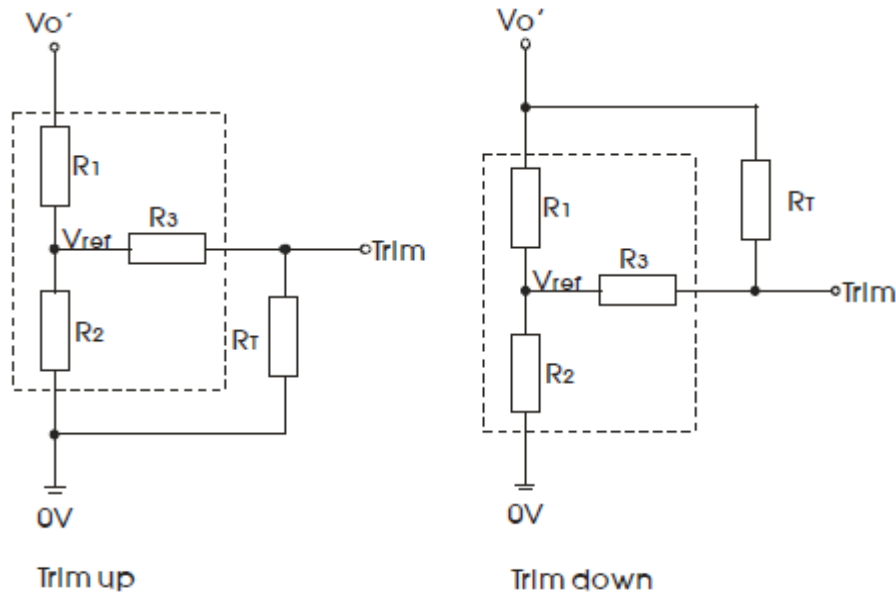 Vo'
R1
R3
Vref
Trim
R2
RT
0V
Trim up
Vo'
R1
RT
R3
Vref
Trim
R2
0V
Trim down